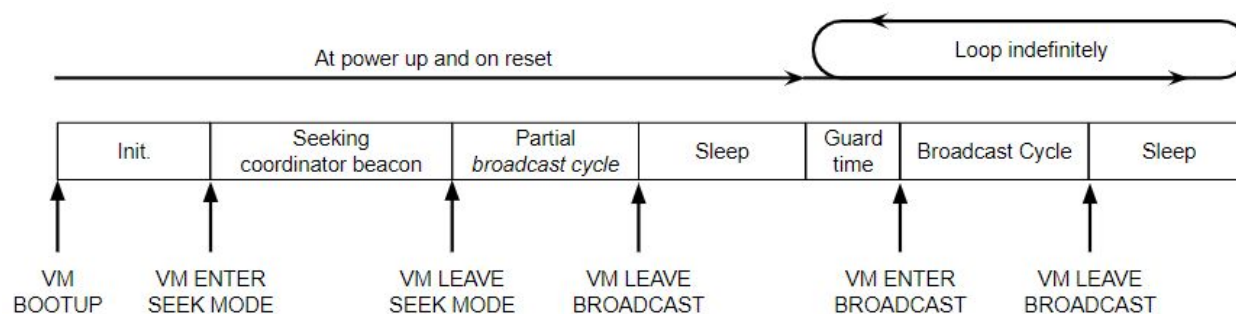 At power up and on reset
Loop indefinitely
Init.
Seeking
coordinator beacon
Partial
broadcast cycle
Sleep
Guard
time
Broadcast Cycle
Sleep
VM
BOOTUP
VM ENTER
SEEK MODE
VM LEAVE
SEEK MODE
VM LEAVE
BROADCAST
VM ENTER
BROADCAST
VM LEAVE
BROADCAST